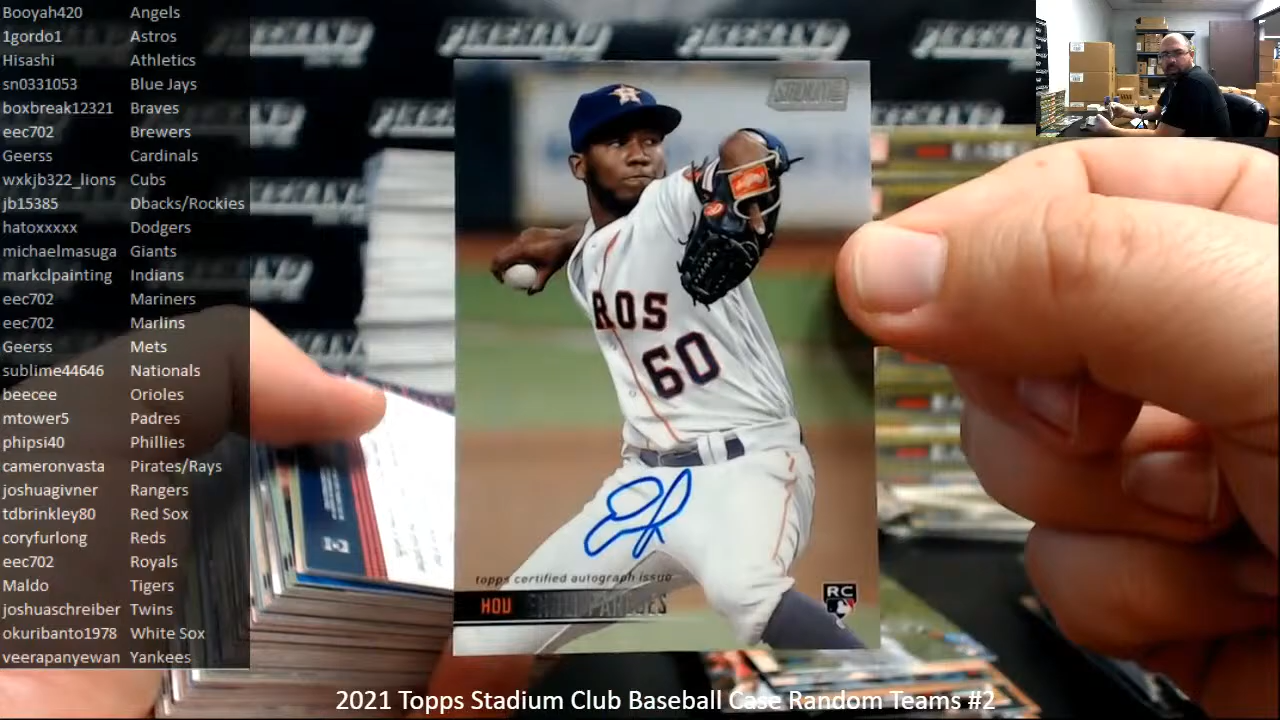 Booyah420 Angels
1gordo1 Astros
Hisashi Athletics
sn0331053 Blue Jays
boxbreak12321 Braves
eec702 Brewers
Geerss Cardinals
wxkjb322_lions Cubs
jb15385 Dbacks/Rockies
hatoxxxxx Dodgers
michaelmasuga Giants
markclpainting Indians
eec702 Mariners
eec702 Marlins
Geerss Mets
sublime44646 Nationals
beecee Orioles
mtower5 Padres
phipsi40 Phillies
cameronvasta Pirates/Rays
joshuagivner Rangers
tdbrinkley80 Red Sox
coryfurlong Reds
eec702 Royals
Maldo Tigers
joshuaschreiber Twins
okuribanto1978 White Sox
veerapanyewan Yankees
STADIUM
ROS
60
topps certified autograph issue
HOU
RC
2021 Topps Stadium Club Baseball Case Random Teams #2